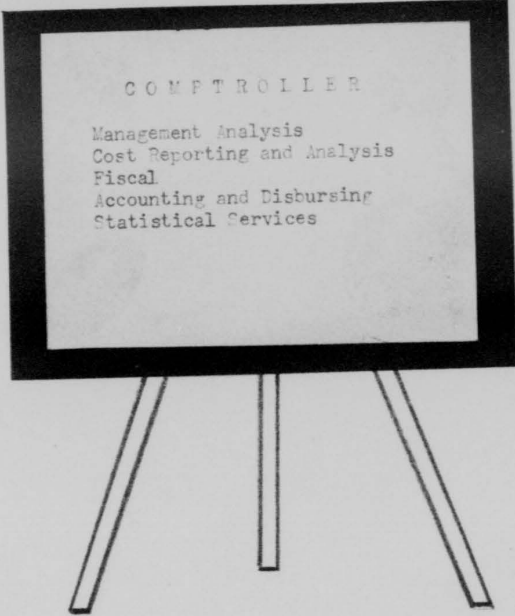 COMPTROLLER
Management Analysis
Cost Reporting and Analysis
Fiscal
Accounting and Disbursing
Statistical Services